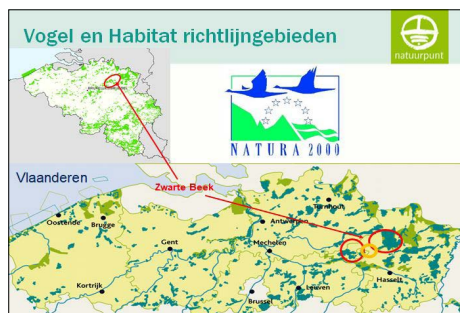 Vogel en Habitat richtlijngebieden
natuurpunt
NATURA 2000
Vlaanderen
Zwarte Beek
Oostende
Brugge
Gent
Antwerpen
Turnhout
Mechelen
Hasselt
Kortrijk
Brussel
Leuven